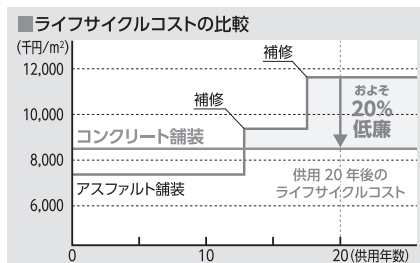 ■ライフサイクルコストの比較
(千円/m²)
12,000
10,000
8,000
6,000
補修
補修
およそ
20%
低廉
コンクリート舗装
アスファルト舗装
供用20年後の
ライフサイクルコスト
0
10
20
(供用年数)